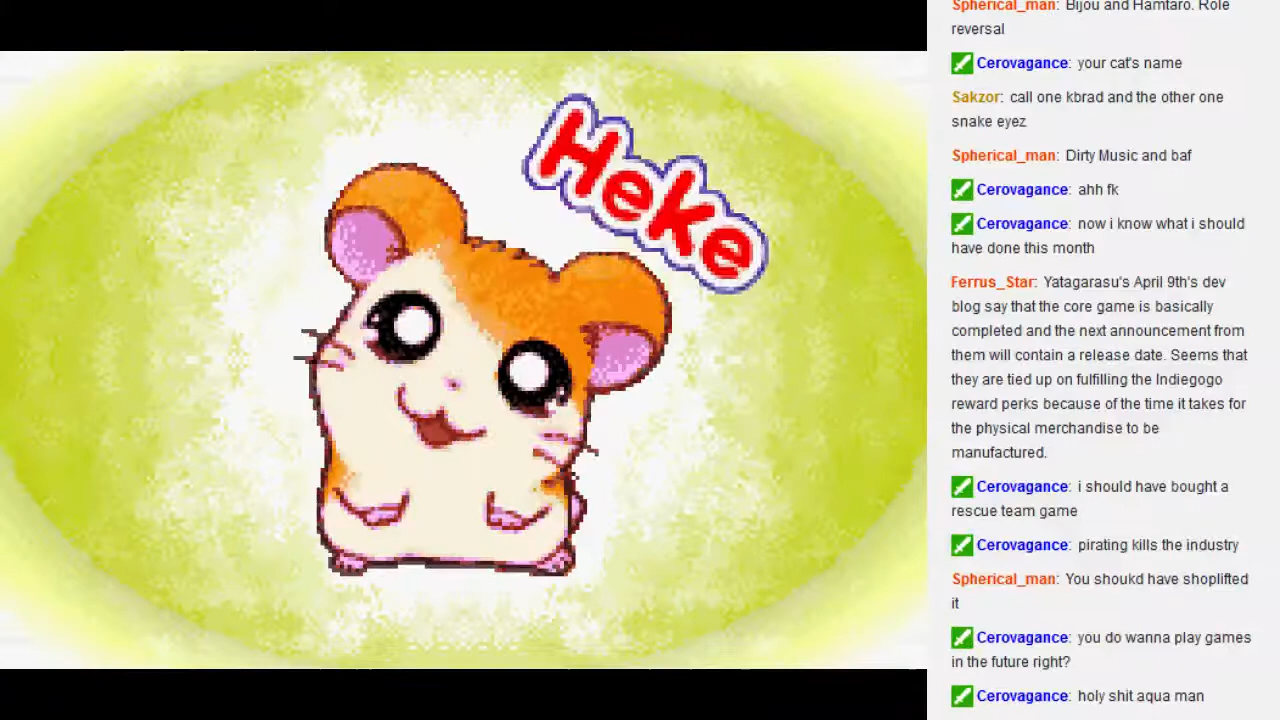 Heke
Spherical_man: Bijou and Hamtaro. Role
reversal
Cerovagance: your cat's name
Sakzor: call one kbrad and the other one
snake eyez
Spherical_man: Dirty Music and baf
Cerovagance: ahh fk
Cerovagance: now i know what i should
have done this month
Ferrus_Star: Yatagarasu's April 9th's dev
blog say that the core game is basically
completed and the next announcement from
them will contain a release date. Seems that
they are tied up on fulfilling the Indiegogo
reward perks because of the time it takes for
the physical merchandise to be
manufactured.
Cerovagance: i should have bought a
rescue team game
Cerovagance: pirating kills the industry
Spherical_man: You shoukd have shoplifted
it
Cerovagance: you do wanna play games
in the future right?
Cerovagance: holy shit aqua man